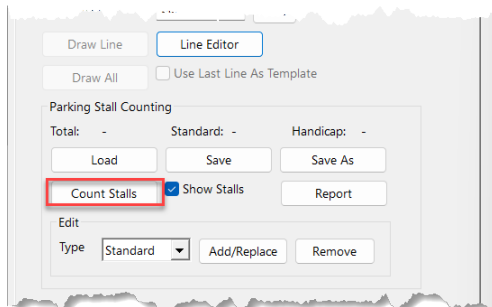 Draw Line Line Editor
Draw All Use Last Line As Template
Parking Stall Counting
Total: - Standard: - Handicap: -
Load Save Save As
Count Stalls Show Stalls Report
Edit
Type Standard Add/Replace Remove